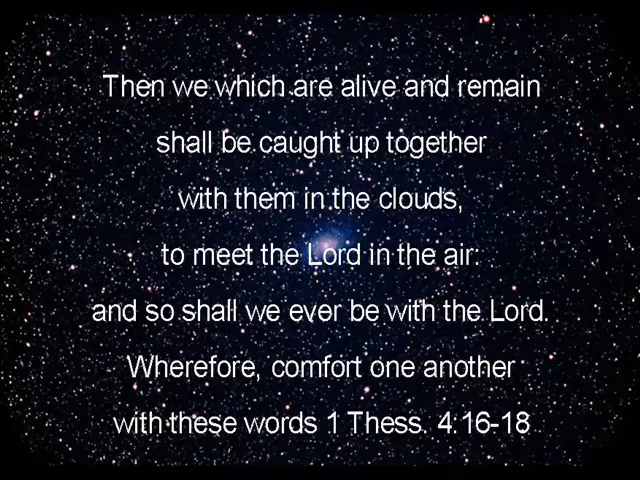 Then we which are alive and remain
shall be caught up together
with them in the clouds,
to meet the Lord in the air:
and so shall we ever be with the Lord.
Wherefore, comfort one another
with these words 1 Thess. 4:16-18